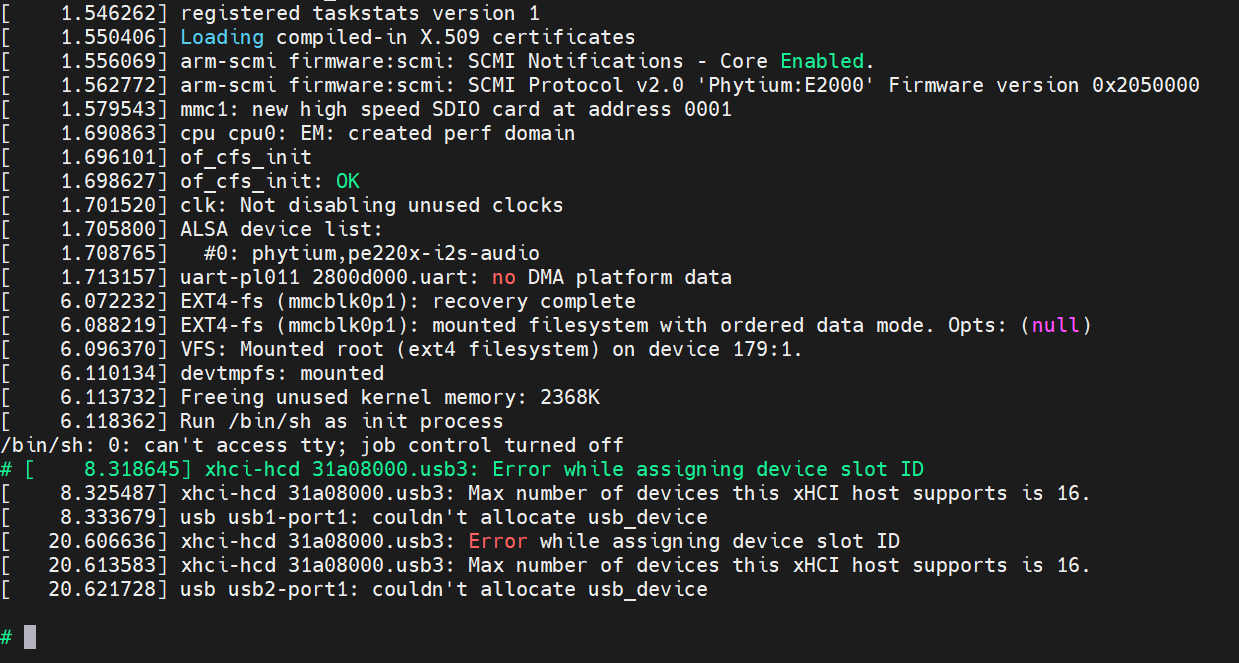 [    1.546262] registered taskstats version 1
[    1.550406] Loading compiled-in X.509 certificates
[    1.556069] arm-scmi firmware:scmi: SCMI Notifications - Core Enabled.
[    1.562772] arm-scmi firmware:scmi: SCMI Protocol v2.0 'Phytium:E2000' Firmware version 0x2050000
[    1.579543] mmc1: new high speed SDIO card at address 0001
[    1.690863] cpu cpu0: EM: created perf domain
[    1.696101] of_cfs_init
[    1.698627] of_cfs_init: OK
[    1.701520] clk: Not disabling unused clocks
[    1.705800] ALSA device list:
[    1.708765]   #0: phytium,pe220x-i2s-audio
[    1.713157] uart-pl011 2800d000.uart: no DMA platform data
[    6.072232] EXT4-fs (mmcblk0p1): recovery complete
[    6.088219] EXT4-fs (mmcblk0p1): mounted filesystem with ordered data mode. Opts: (null)
[    6.096370] VFS: Mounted root (ext4 filesystem) on device 179:1.
[    6.110134] devtmpfs: mounted
[    6.113732] Freeing unused kernel memory: 2368K
[    6.118362] Run /bin/sh as init process
/bin/sh: 0: can't access tty; job control turned off
# [    8.318645] xhci-hcd 31a08000.usb3: Error while assigning device slot ID
[    8.325487] xhci-hcd 31a08000.usb3: Max number of devices this xHCI host supports is 16.
[    8.333679] usb usb1-port1: couldn't allocate usb_device
[   20.606636] xhci-hcd 31a08000.usb3: Error while assigning device slot ID
[   20.613583] xhci-hcd 31a08000.usb3: Max number of devices this xHCI host supports is 16.
[   20.621728] usb usb2-port1: couldn't allocate usb_device
#